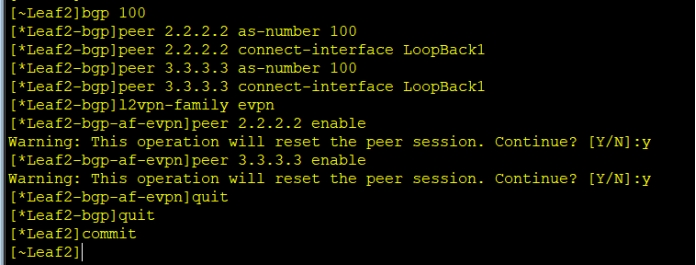 [~Leaf2]bgp 100
[*Leaf2-bgp]peer 2.2.2.2 as-number 100
[*Leaf2-bgp]peer 2.2.2.2 connect-interface LoopBack1
[*Leaf2-bgp]peer 3.3.3.3 as-number 100
[*Leaf2-bgp]peer 3.3.3.3 connect-interface LoopBack1
[*Leaf2-bgp]l2vpn-family evpn
[*Leaf2-bgp-af-evpn]peer 2.2.2.2 enable
Warning: This operation will reset the peer session. Continue? [Y/N]:y
[*Leaf2-bgp-af-evpn]peer 3.3.3.3 enable
Warning: This operation will reset the peer session. Continue? [Y/N]:y
[*Leaf2-bgp-af-evpn]quit
[*Leaf2-bgp]quit
[*Leaf2]commit
[~Leaf2]